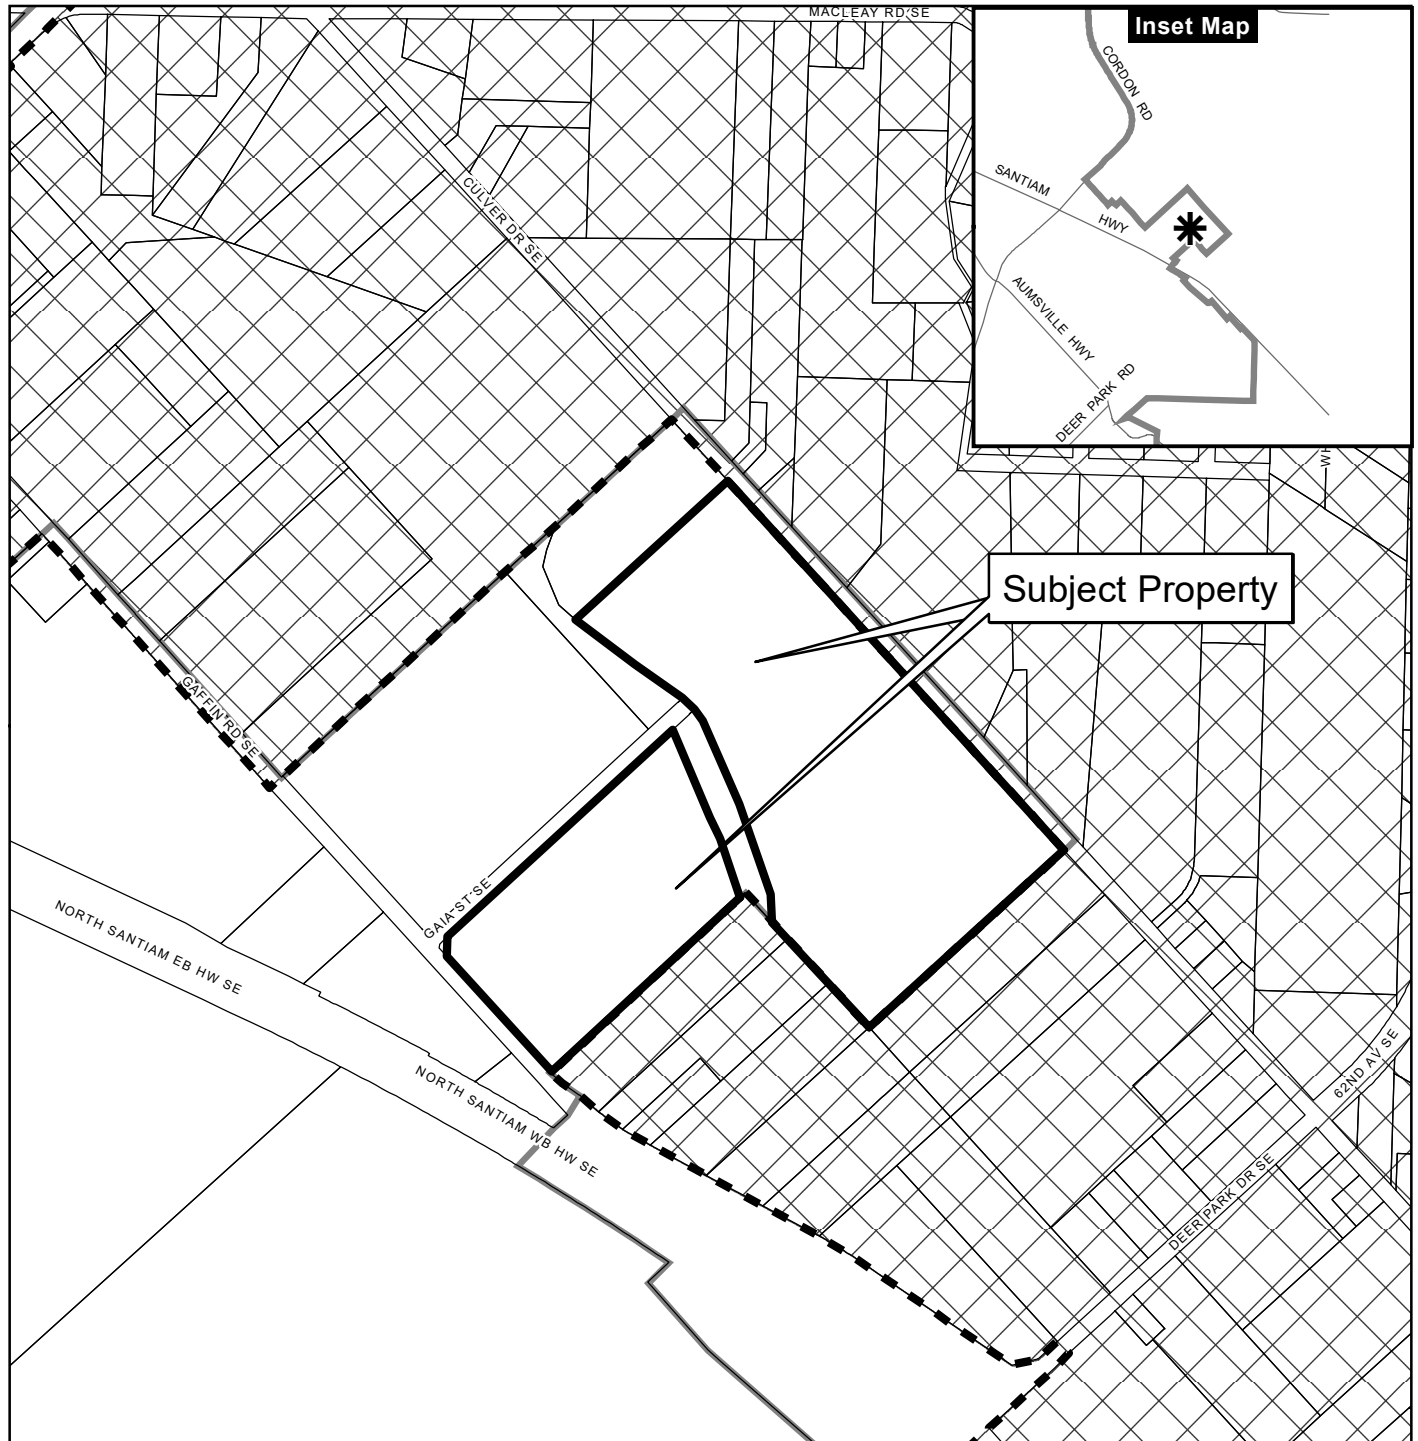 MACLEAY RD SE
Inset Map
CORDON RD
SANTIAM
HWY
AUMSVILLE HWY
DEER PARK RD
CULVER DR SE
WH
Subject Property
GAFFIN RD SE
GAIA ST SE
NORTH SANTIAM EB HW SE
NORTH SANTIAM WB HW SE
62ND AV SE
DEER PARK DR SE